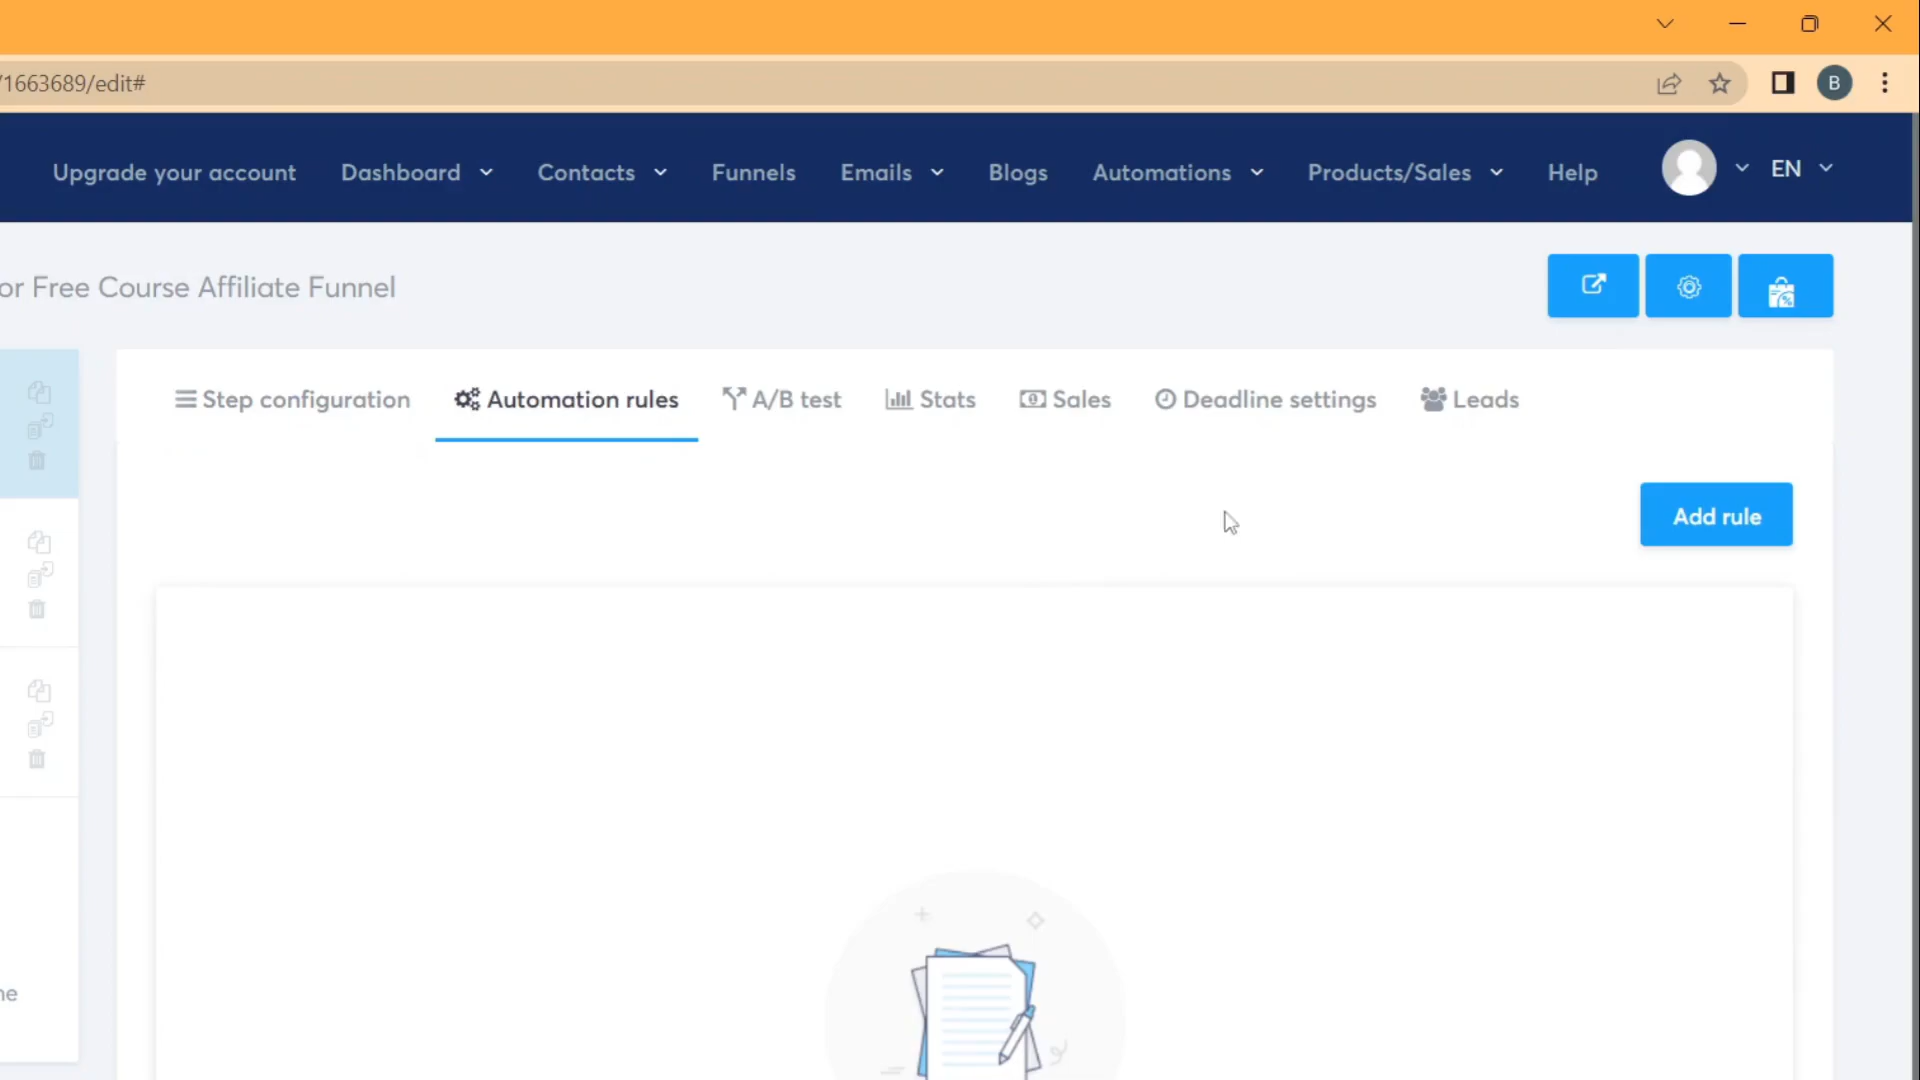 /1663689/edit#
B
Upgrade your account Dashboard Contacts Funnels Emails Blogs Automations Products/Sales Help EN
or Free Course Affiliate Funnel
Step configuration Automation rules A/B test Stats Sales Deadline settings Leads
Add rule
ne